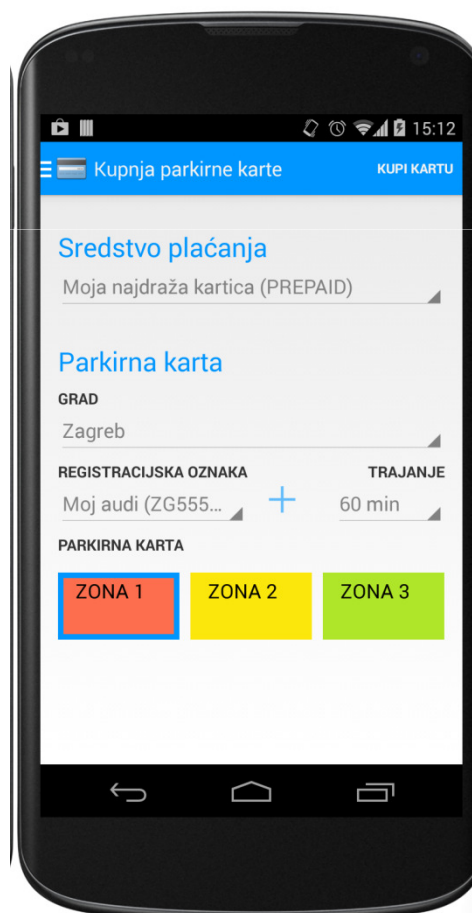 15:12
Kupnja parkirne karte KUPI KARTU
Sredstvo plaćanja
Moja najdraža kartica (PREPAID)
Parkirna karta
GRAD
Zagreb
REGISTRACIJSKA OZNAKA TRAJANJE
Moj audi (ZG555... 60 min
PARKIRNA KARTA
ZONA 1 ZONA 2 ZONA 3